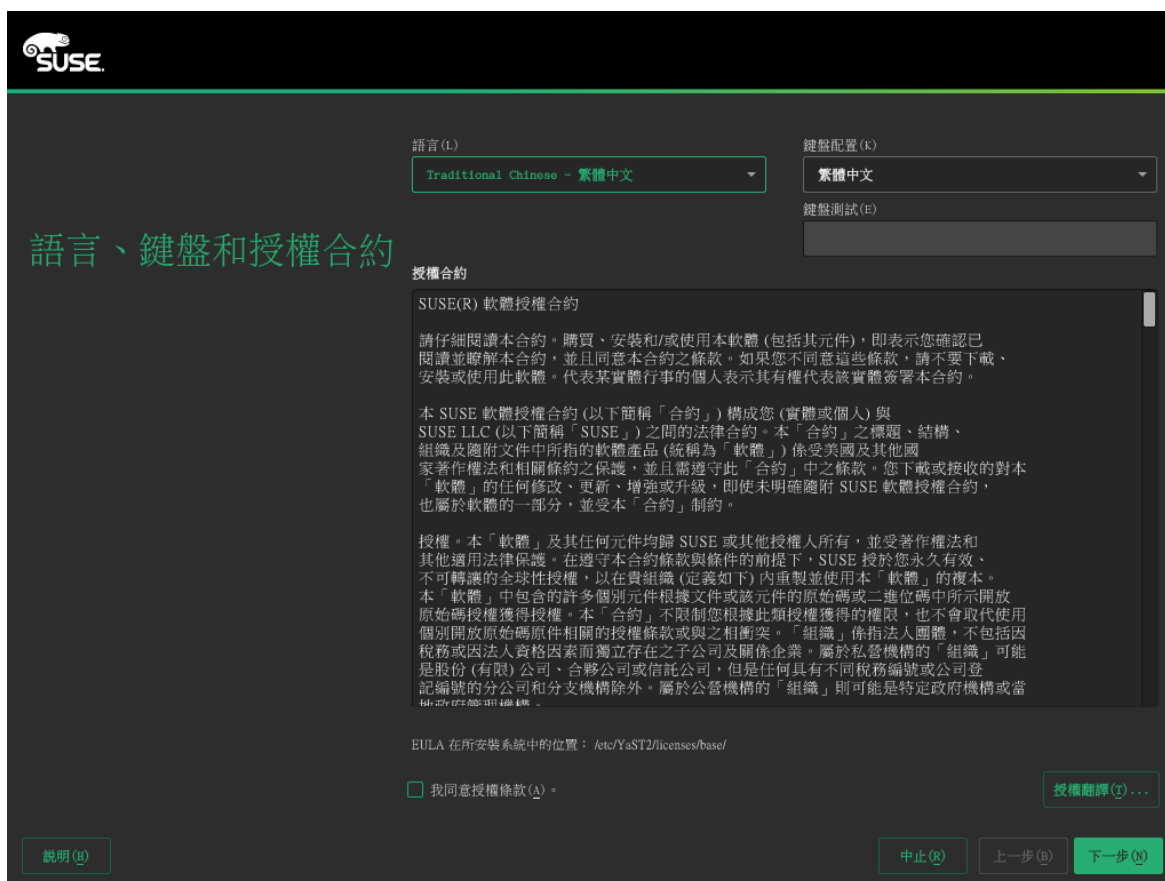 SUSE.
語言(L)
鍵盤配置(K)
Traditional Chinese - 繁體中文
繁體中文
鍵盤測試(E)
語言、鍵盤和授權合約
授權合約
SUSE(R) 軟體授權合約
請仔細閱讀本合約。購買、安裝和/或使用本軟體 (包括其元件)，即表示您確認已
閱讀並瞭解本合約，並且同意本合約之條款。如果您不同意這些條款，請不要下載、
安裝或使用此軟體。代表某實體行事的個人表示其有權代表該實體簽署本合約。
本 SUSE 軟體授權合約 (以下簡稱「合約」) 構成您 (實體或個人) 與
SUSE LLC (以下簡稱「SUSE」) 之間的法律合約。本「合約」之標題、結構、
組織及隨附文件中所指的軟體產品 (統稱為「軟體」) 係受美國及其他國
家著作權法和相關條約之保護，並且需遵守此「合約」中之條款。您下載或接收的對本
「軟體」的任何修改、更新、增強或升級，即使未明確隨附 SUSE 軟體授權合約，
也屬於軟體的一部分，並受本「合約」制約。
授權。本「軟體」及其任何元件均歸 SUSE 或其他授權人所有，並受著作權法和
其他適用法律保護。在遵守本合約條款與條件的前提下，SUSE 授於您永久有效、
不可轉讓的全球性授權，以在貴組織 (定義如下) 內重製並使用本「軟體」的複本。
本「軟體」中包含的許多個別元件根據文件或該元件的原始碼或二進位碼中所示開放
原始碼授權獲得授權。本「合約」不限制您根據此類授權獲得的權限，也不會取代使用
個別開放原始碼原件相關的授權條款或與之相衝突。「組織」係指法人團體，不包括因
稅務或因法人資格因素而獨立存在之子公司及關係企業。屬於私營機構的「組織」可能
是股份 (有限) 公司、合夥公司或信託公司，但是任何具有不同稅務編號或公司登
記編號的分公司和分支機構除外。屬於公營機構的「組織」則可能是特定政府機構或當
地政府管理機構。
EULA 在所安裝系統中的位置： /etc/YaST2/licenses/base/
我同意授權條款(A)。
授權翻譯(T)...
說明(H)
中止(R)
上一步(B)
下一步(N)